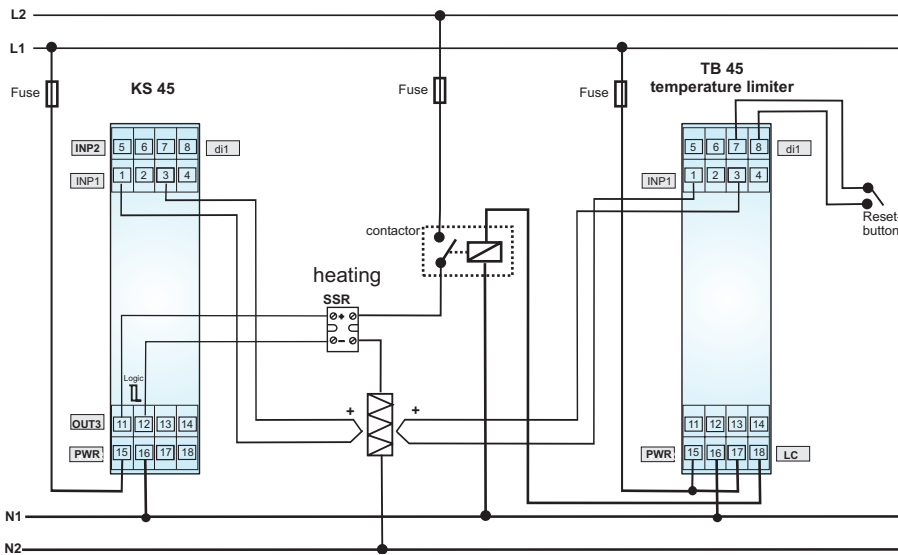 L2
L1
Fuse
KS 45
Fuse
Fuse
TB 45
temperature limiter
INP2 5 6 7 8 di1
INP1 1 2 3 4
5 6 7 8 di1
INP1 1 2 3 4
contactor
Reset-
button
heating
SSR
+
-
Logic
+
+
OUT3 11 12 13 14
PWR 15 16 17 18
11 12 13 14
PWR 15 16 17 18 LC
N1
N2